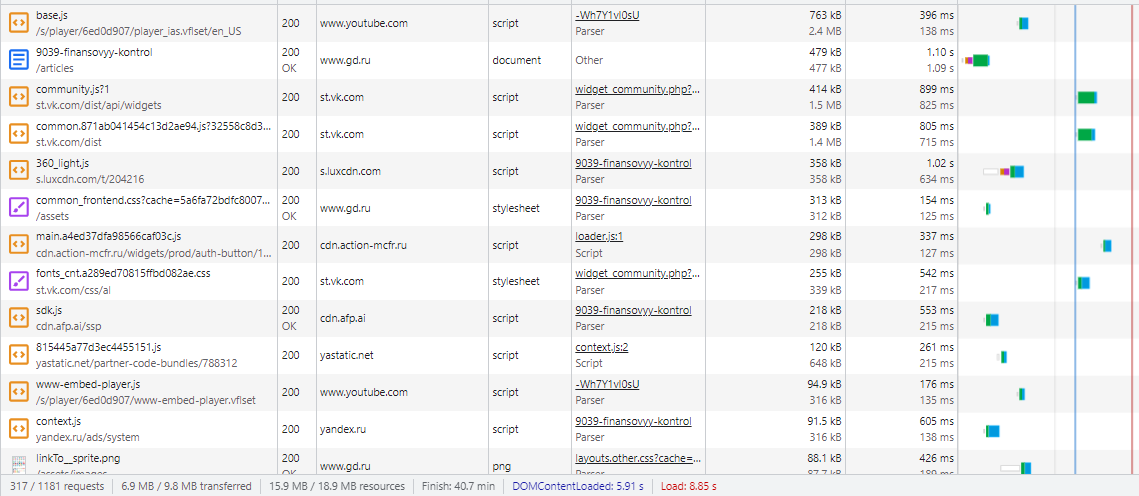 base.js
/s/player/6ed0d907/player_ias.vflset/en_US
200
www.youtube.com
script
-Wh7Y1vI0sU
Parser
763 kB
2.4 MB
396 ms
138 ms
9039-finansovyy-kontrol
/articles
200
OK
www.gd.ru
document
Other
479 kB
477 kB
1.10 s
1.09 s
community.js?1
st.vk.com/dist/api/widgets
200
st.vk.com
script
widget_community.php?...
Parser
414 kB
1.5 MB
899 ms
825 ms
common.871ab041454c13d2ae94.js?32558c8d3...
st.vk.com/dist
200
st.vk.com
script
widget_community.php?...
Parser
389 kB
1.4 MB
805 ms
715 ms
360_light.js
s.luxcdn.com/t/204216
200
s.luxcdn.com
script
9039-finansovyy-kontrol
Parser
358 kB
358 kB
1.02 s
634 ms
common_frontend.css?cache=5a6fa72bdfc8007...
/assets
200
OK
www.gd.ru
stylesheet
9039-finansovyy-kontrol
Parser
313 kB
312 kB
154 ms
125 ms
main.a4ed37dfa98566caf03c.js
cdn.action-mcfr.ru/widgets/prod/auth-button/1...
200
cdn.action-mcfr.ru
script
loader.js:1
Script
298 kB
298 kB
337 ms
127 ms
fonts_cnt.a289ed70815ffbd082ae.css
st.vk.com/css/al
200
st.vk.com
stylesheet
widget_community.php?...
Parser
255 kB
339 kB
542 ms
217 ms
sdk.js
cdn.afp.ai/ssp
200
OK
cdn.afp.ai
script
9039-finansovyy-kontrol
Parser
218 kB
218 kB
553 ms
215 ms
815445a77d3ec4455151.js
yastatic.net/partner-code-bundles/788312
200
yastatic.net
script
context.js:2
Script
120 kB
648 kB
261 ms
215 ms
www-embed-player.js
/s/player/6ed0d907/www-embed-player.vflset
200
www.youtube.com
script
-Wh7Y1vI0sU
Parser
94.9 kB
316 kB
176 ms
135 ms
context.js
yandex.ru/ads/system
200
yandex.ru
script
9039-finansovyy-kontrol
Parser
91.5 kB
316 kB
605 ms
138 ms
linkTo__sprite.png
/assets/images
200
OK
www.gd.ru
png
layouts.other.css?cache=...
Parser
88.1 kB
87.7 kB
426 ms
189 ms
317 / 1181 requests
6.9 MB / 9.8 MB transferred
15.9 MB / 18.9 MB resources
Finish: 40.7 min
DOMContentLoaded: 5.91 s
Load: 8.85 s